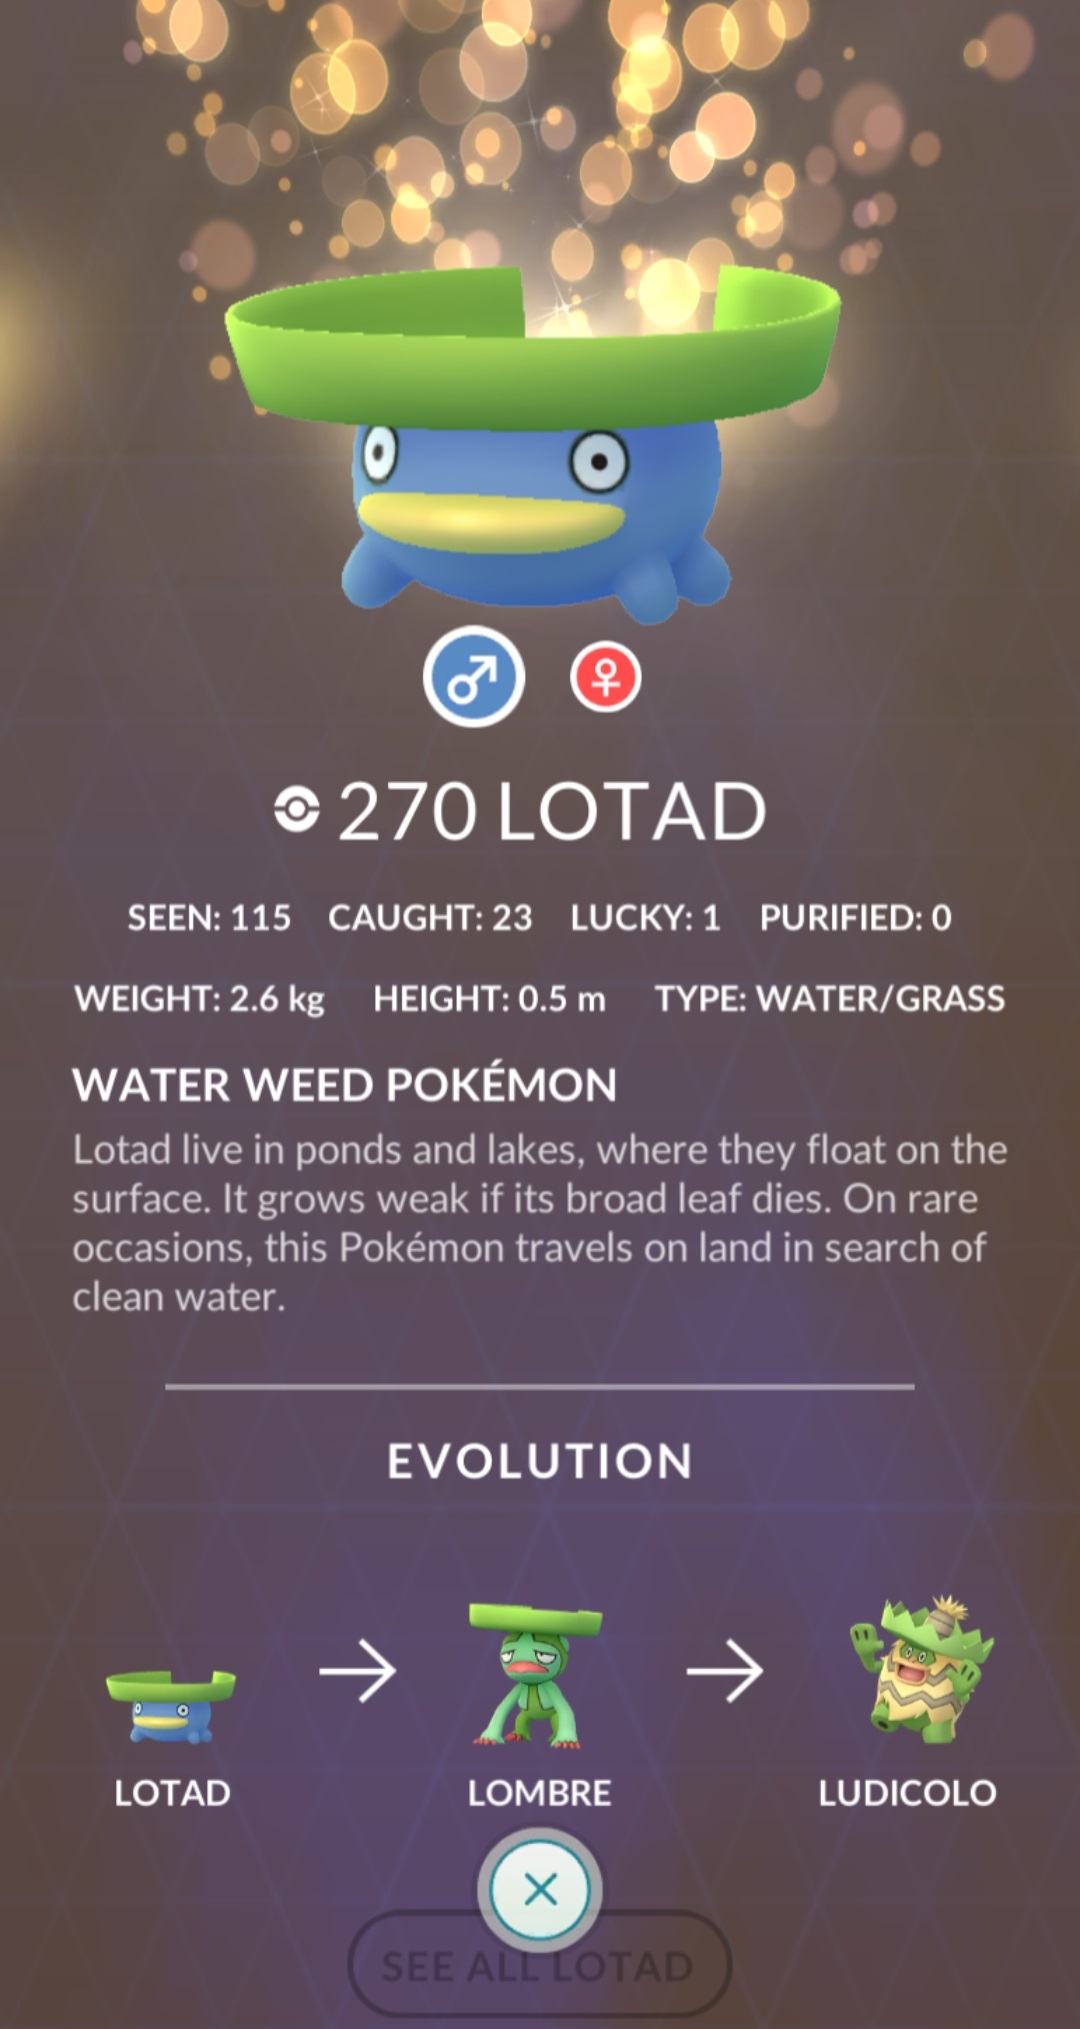 270 LOTAD
SEEN: 115 CAUGHT: 23 LUCKY: 1 PURIFIED: 0
WEIGHT: 2.6 kg HEIGHT: 0.5 m TYPE: WATER/GRASS
WATER WEED POKÉMON
Lotad live in ponds and lakes, where they float on the
surface. It grows weak if its broad leaf dies. On rare
occasions, this Pokémon travels on land in search of
clean water.
EVOLUTION
LOTAD LOMBRE LUDICOLO
SEE ALL LOTAD